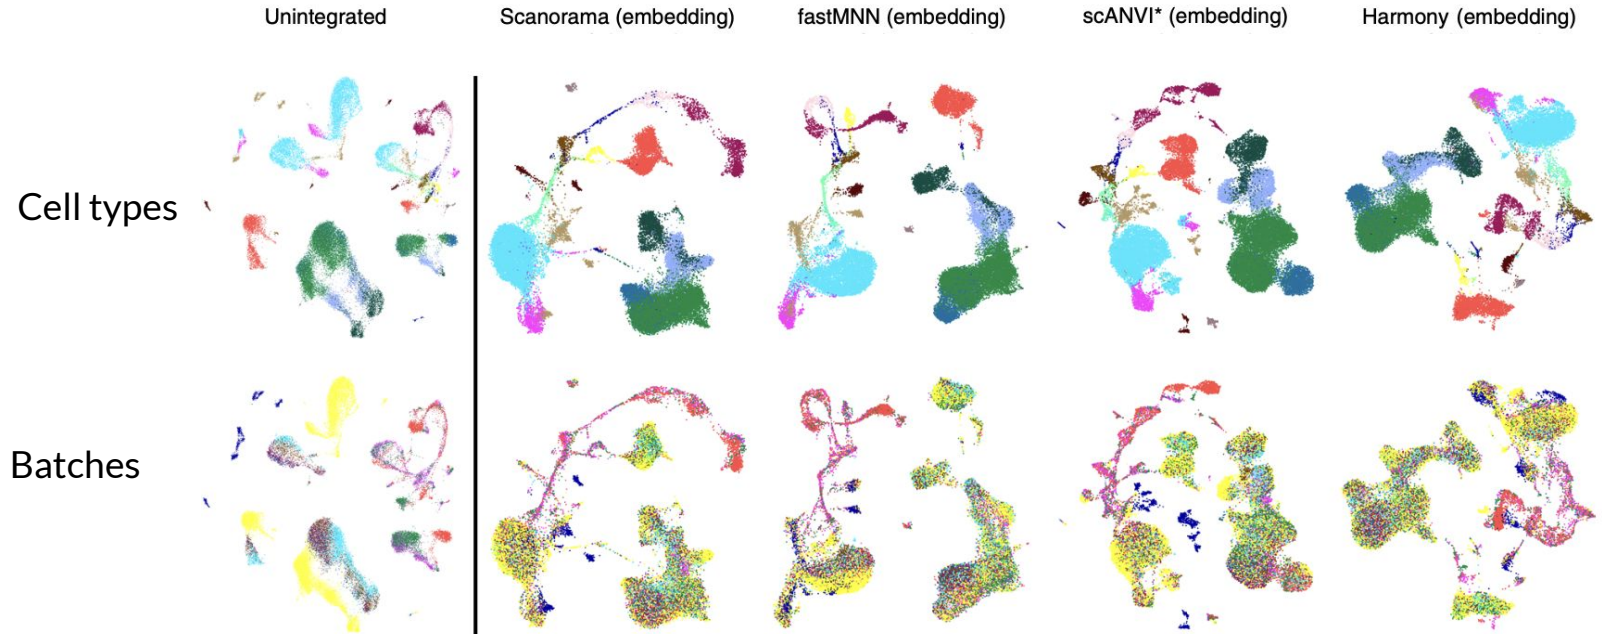 Unintegrated
Scanorama (embedding)
fastMNN (embedding)
scANVI* (embedding)
Harmony (embedding)
Cell types
Batches